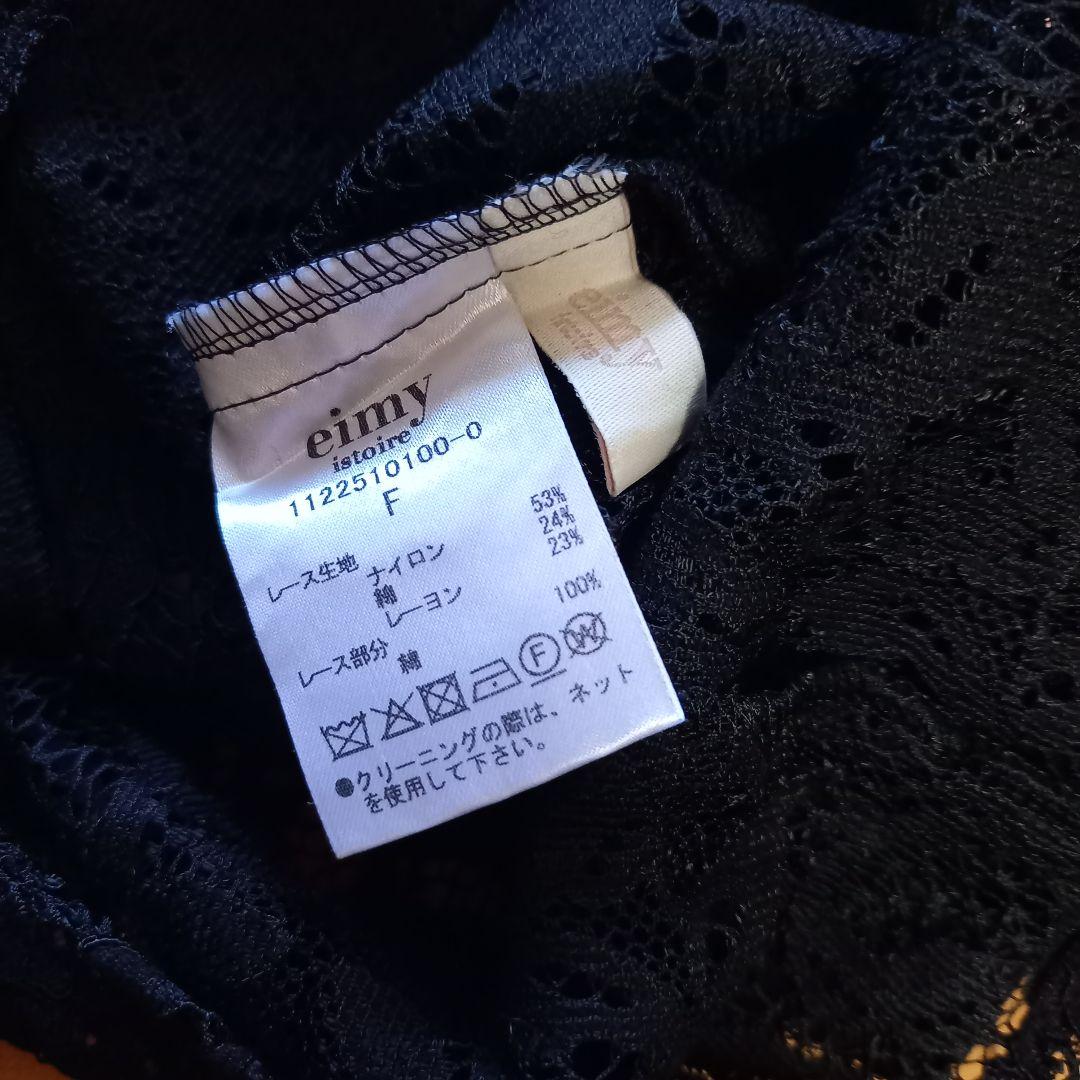 eimy
istoire
1122510100-0
F
レース生地 ナイロン 53%
綿 24%
レーヨン 23%
レース部分 綿 100%
F
W
●クリーニングの際は、ネット
を使用して下さい。
eimy
istoire